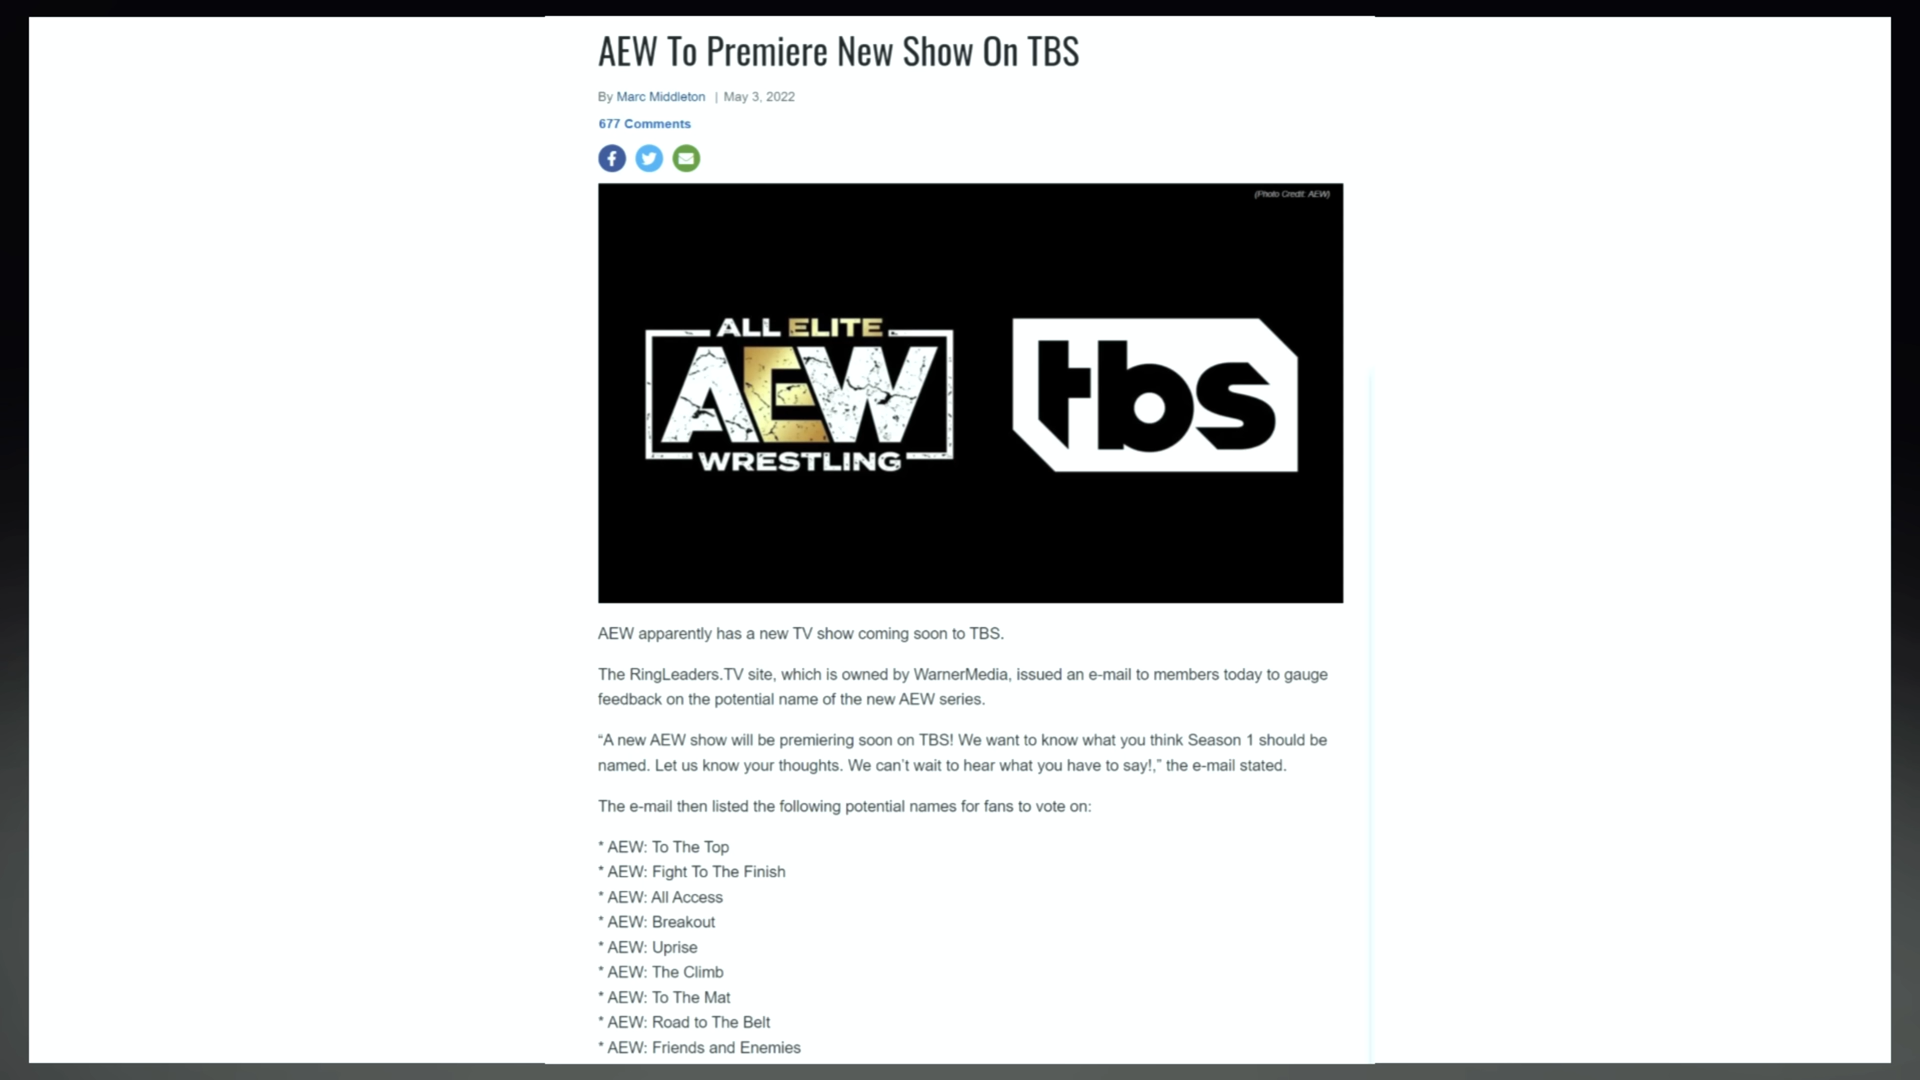 AEW To Premiere New Show On TBS
By Marc Middleton | May 3, 2022
677 Comments
(Photo Credit: AEW)
ALL ELITE
AEW
WRESTLING
tbs
AEW apparently has a new TV show coming soon to TBS.
The RingLeaders.TV site, which is owned by WarnerMedia, issued an e-mail to members today to gauge
feedback on the potential name of the new AEW series.
“A new AEW show will be premiering soon on TBS! We want to know what you think Season 1 should be
named. Let us know your thoughts. We can’t wait to hear what you have to say!,” the e-mail stated.
The e-mail then listed the following potential names for fans to vote on:
* AEW: To The Top
* AEW: Fight To The Finish
* AEW: All Access
* AEW: Breakout
* AEW: Uprise
* AEW: The Climb
* AEW: To The Mat
* AEW: Road to The Belt
* AEW: Friends and Enemies